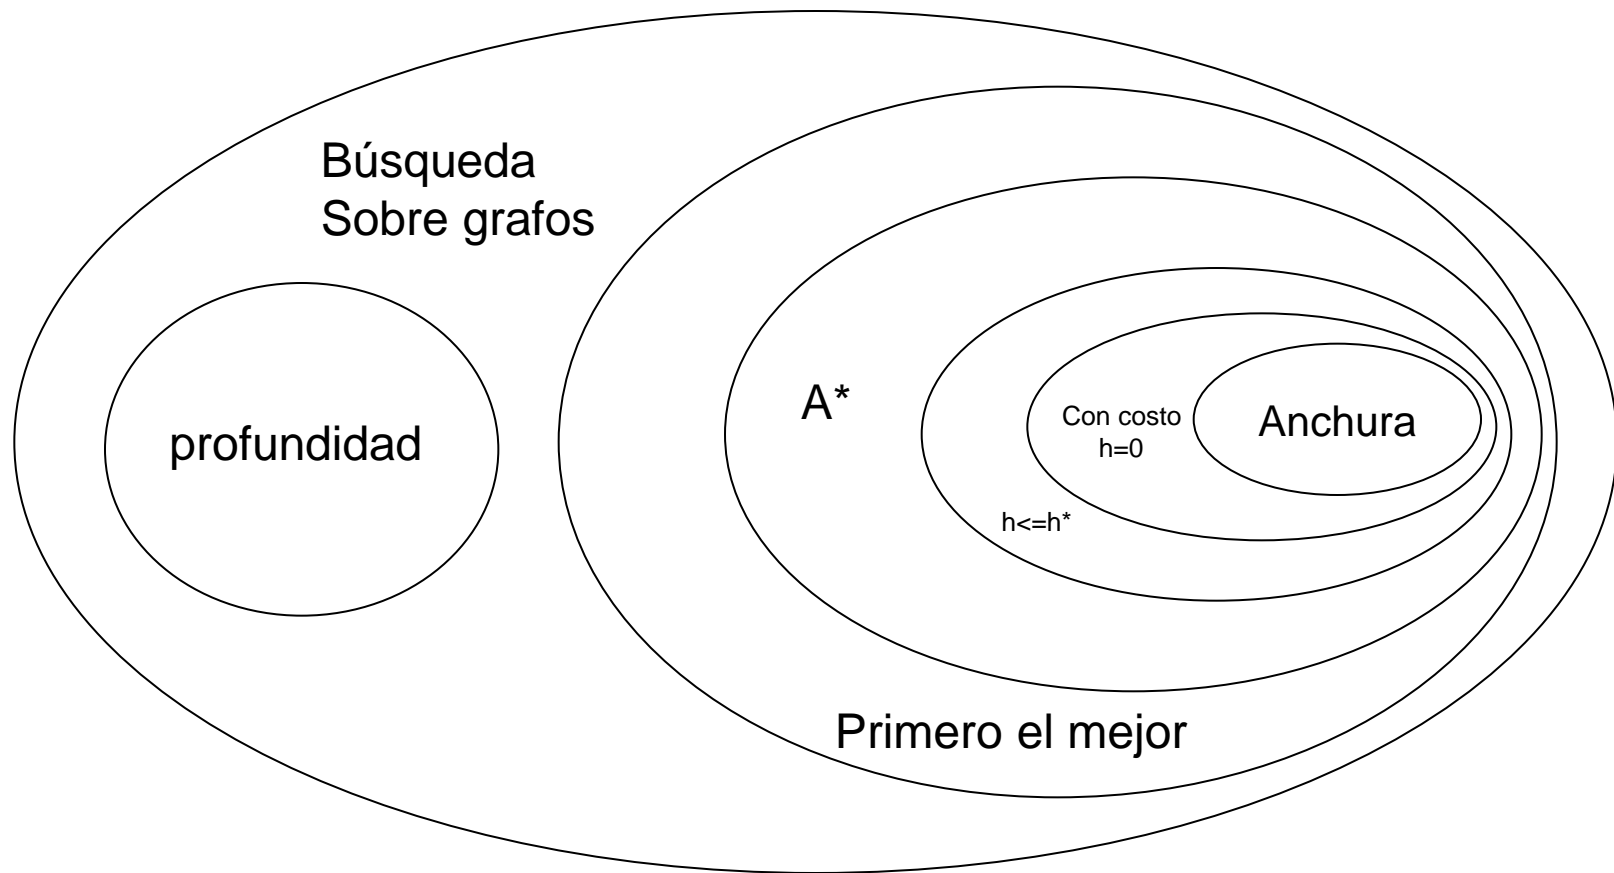 Búsqueda
Sobre grafos
profundidad
A*
Con costo
h=0
Anchura
h<=h*
Primero el mejor